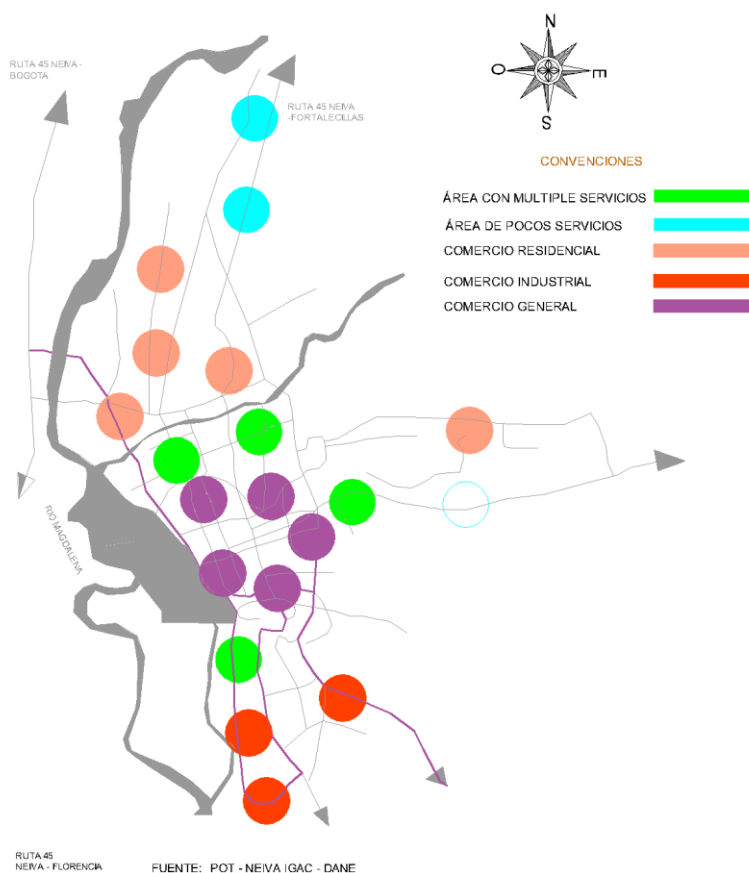 N
O
E
S
RUTA 45 NEIVA -
BOGOTA
RUTA 45 NEIVA
-FORTALECILLAS
CONVENCIONES
ÁREA CON MULTIPLE SERVICIOS
ÁREA DE POCOS SERVICIOS
COMERCIO RESIDENCIAL
COMERCIO INDUSTRIAL
COMERCIO GENERAL
RIO MAGDALENA
RUTA 45
NEIVA - FLORENCIA
FUENTE: POT - NEIVA IGAC - DANE